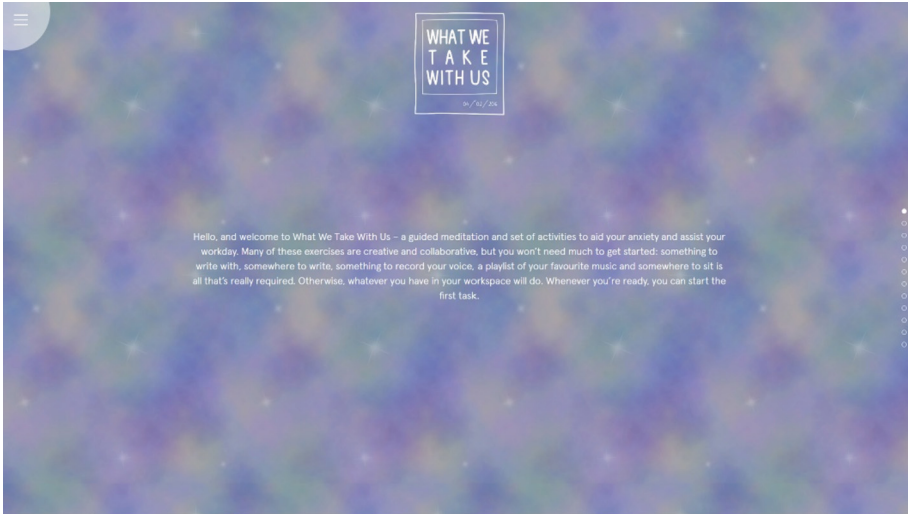 WHAT WE
TAKE
WITH US
Hello, and welcome to What We Take With Us – a guided meditation and set of activities to aid your anxiety and assist your
workday. Many of these exercises are creative and collaborative, but you won't need much to get started: something to
write with, somewhere to write, something to record your voice, a playlist of your favourite music and somewhere to sit is
all that's really required. Otherwise, whatever you have in your workspace will do. Whenever you're ready, you can start the
first task.